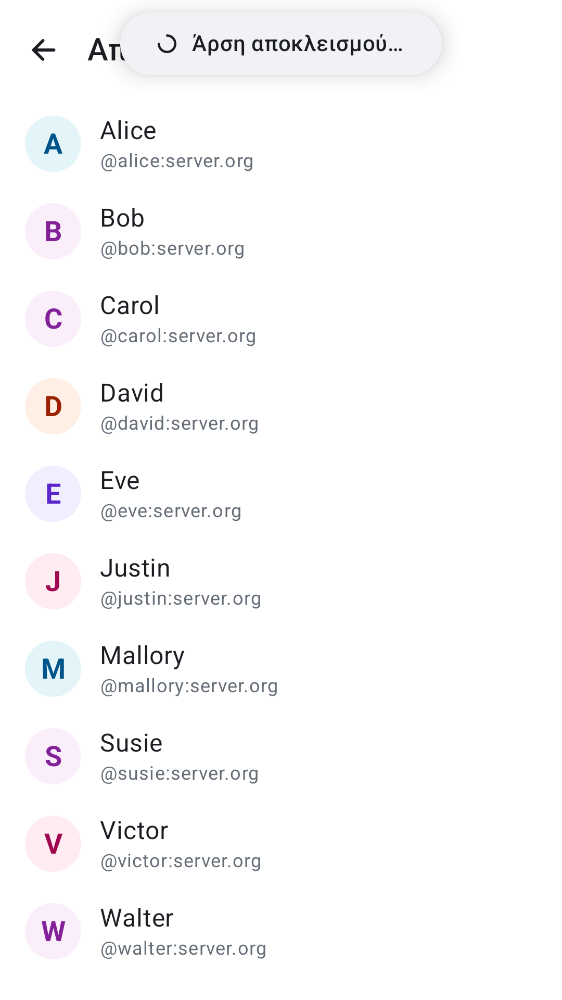 Άρση αποκλεισμού…
A
Alice
@alice:server.org
B
Bob
@bob:server.org
C
Carol
@carol:server.org
D
David
@david:server.org
E
Eve
@eve:server.org
J
Justin
@justin:server.org
M
Mallory
@mallory:server.org
S
Susie
@susie:server.org
V
Victor
@victor:server.org
W
Walter
@walter:server.org